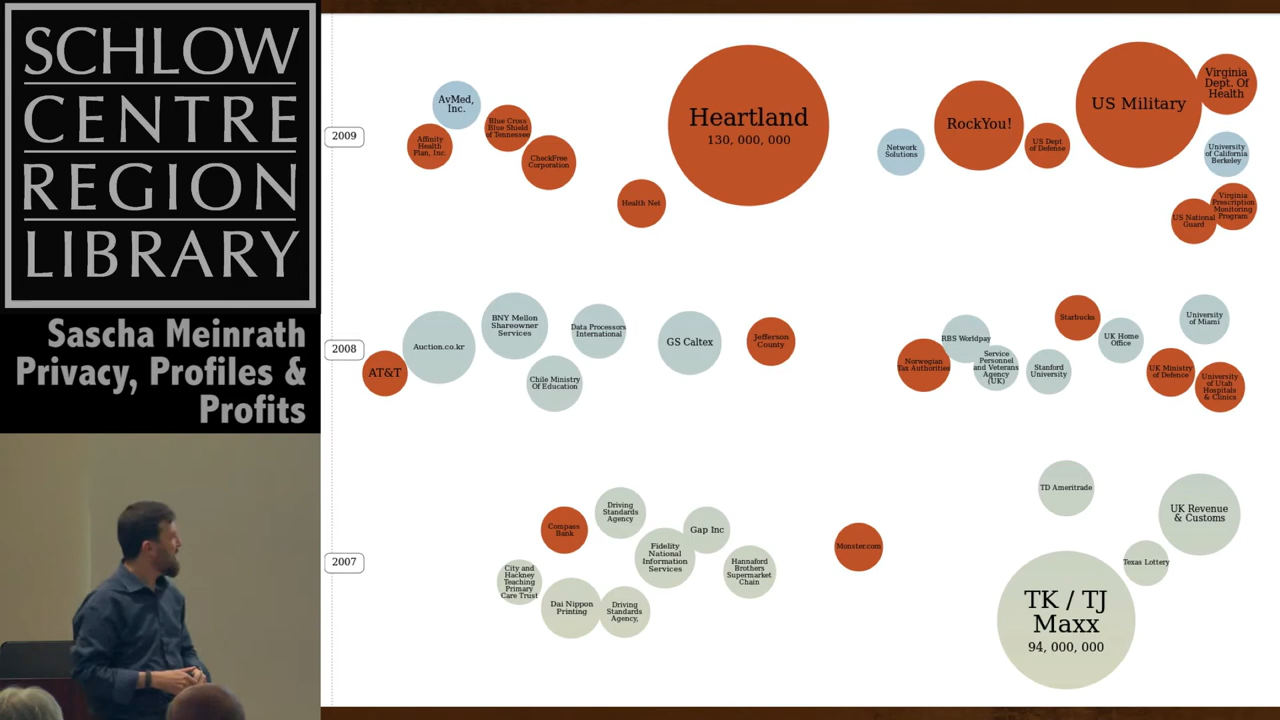 SCHLOW
CENTRE
REGION
LIBRARY
Sascha Meinrath
Privacy, Profiles &
Profits
2009
AvMed,
Inc.
Affinity
Health
Plan, Inc.
Blue Cross
Blue Shield
of Tennessee
CheckFree
Corporation
Health Net
Heartland
130, 000, 000
Network
Solutions
RockYou!
US Dept
of Defense
US Military
Virginia
Dept. Of
Health
University
of California
Berkeley
Virginia
Prescription
Monitoring
Program
US National
Guard
2008
AT&T
Auction.co.kr
BNY Mellon
Shareowner
Services
Data Processors
International
Chile Ministry
Of Education
GS Caltex
Jefferson
County
Norwegian
Tax Authorities
RBS Worldpay
Service
Personnel
and Veterans
Agency
(UK)
Stanford
University
Starbucks
UK Home
Office
University
of Miami
UK Ministry
of Defence
University
of Utah
Hospitals
& Clinics
2007
Compass
Bank
Driving
Standards
Agency
City and
Hackney
Teaching
Primary
Care Trust
Dai Nippon
Printing
Driving
Standards
Agency,
Fidelity
National
Information
Services
Gap Inc
Hannaford
Brothers
Supermarket
Chain
Monster.com
TD Ameritrade
UK Revenue
& Customs
Texas Lottery
TK / TJ
Maxx
94, 000, 000